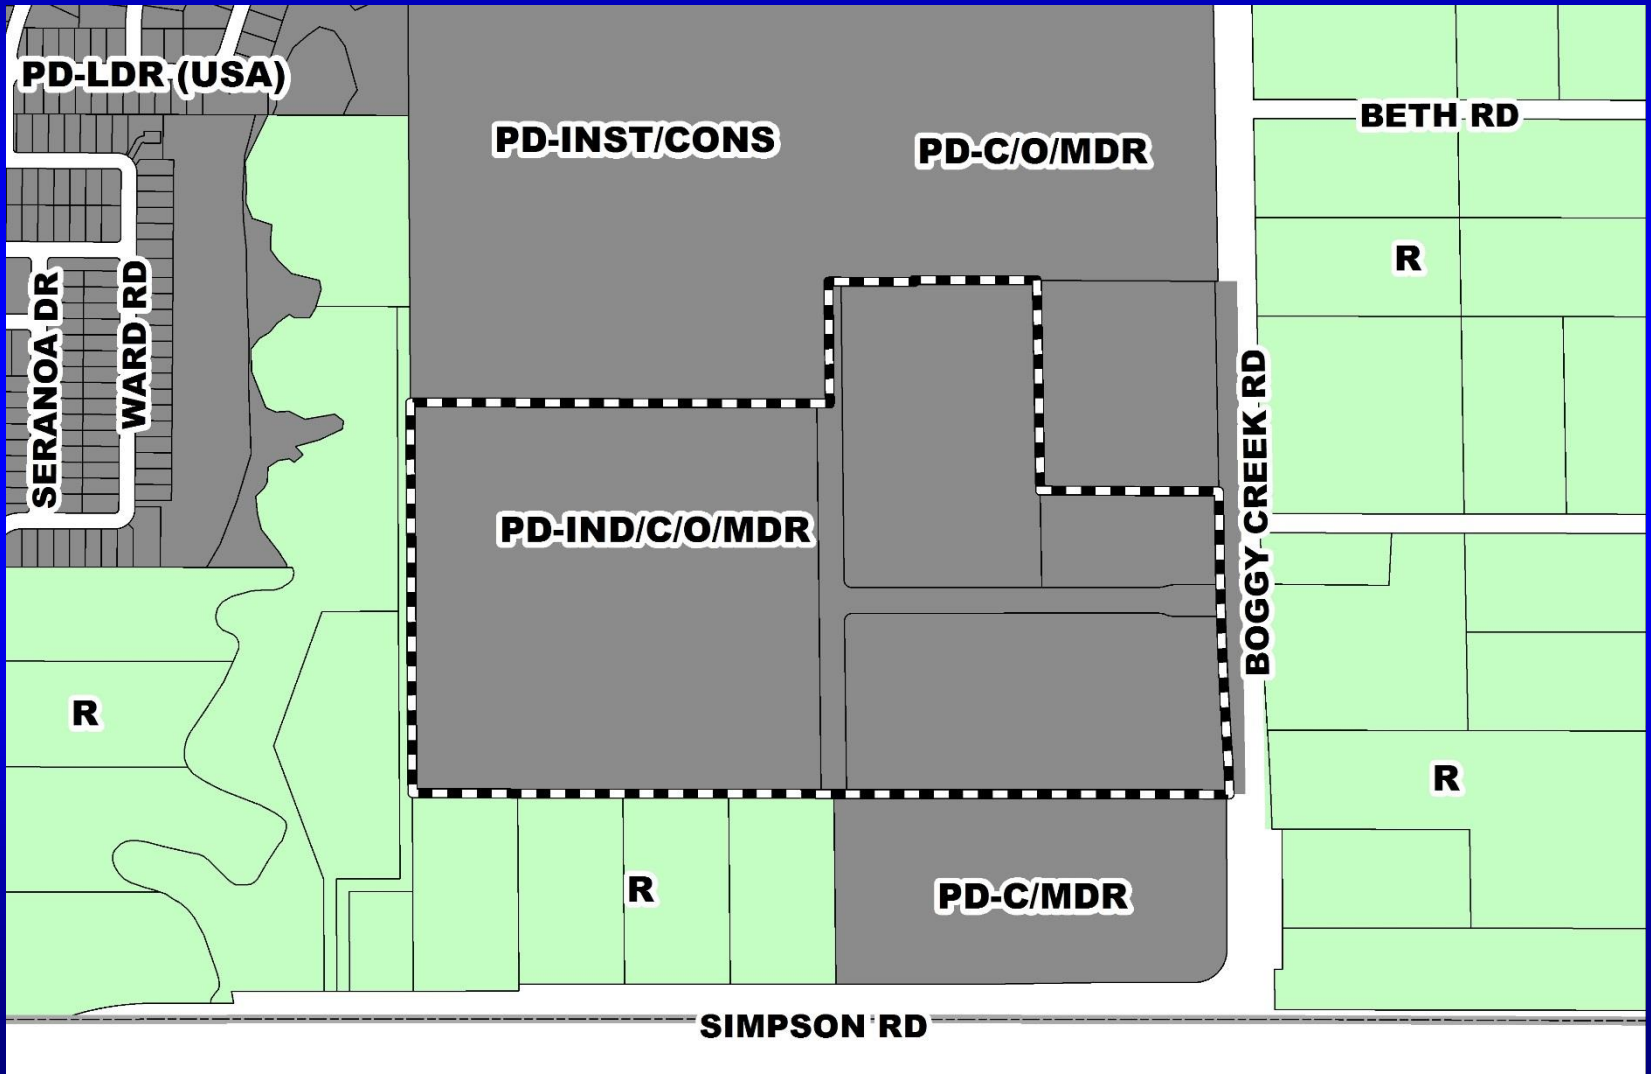 PD-LDR (USA)
BETH RD
PD-INST/CONS
PD-C/O/MDR
R
SERANOA DR
WARD RD
BOGGY CREEK RD
PD-IND/C/O/MDR
R
R
R
PD-C/MDR
SIMPSON RD